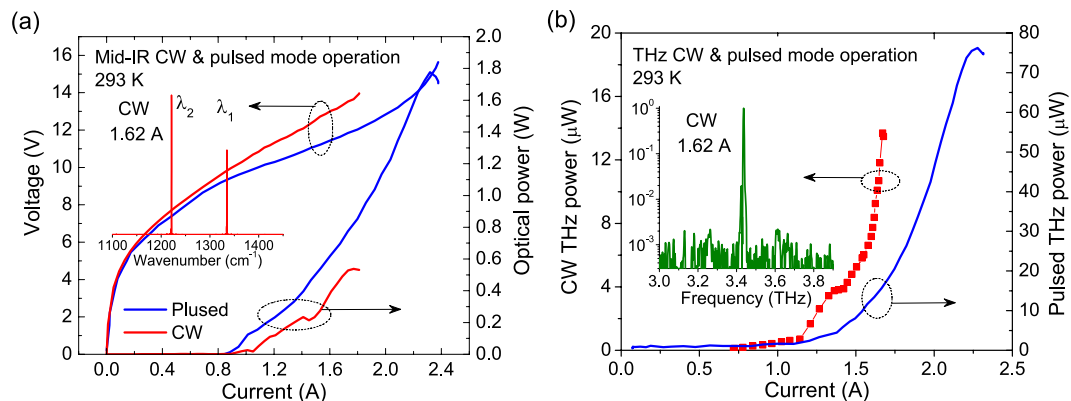 (a)
Mid-IR CW & pulsed mode operation
293 K
CW
1.62 A
λ2
λ1
1100 1200 1300 1400
Wavenumber (cm-1)
Plused
CW
Voltage (V)
0 2 4 6 8 10 12 14 16
Current (A)
0.0 0.4 0.8 1.2 1.6 2.0 2.4
Optical power (W)
0.0 0.2 0.4 0.6 0.8 1.0 1.2 1.4 1.6 1.8 2.0
(b)
THz CW & pulsed mode operation
293 K
CW
1.62 A
10^0
10^-1
10^-2
10^-3
3.0 3.2 3.4 3.6 3.8
Frequency (THz)
CW THz power (μW)
0 4 8 12 16 20
Current (A)
0.0 0.5 1.0 1.5 2.0 2.5
Pulsed THz power (μW)
0 10 20 30 40 50 60 70 80